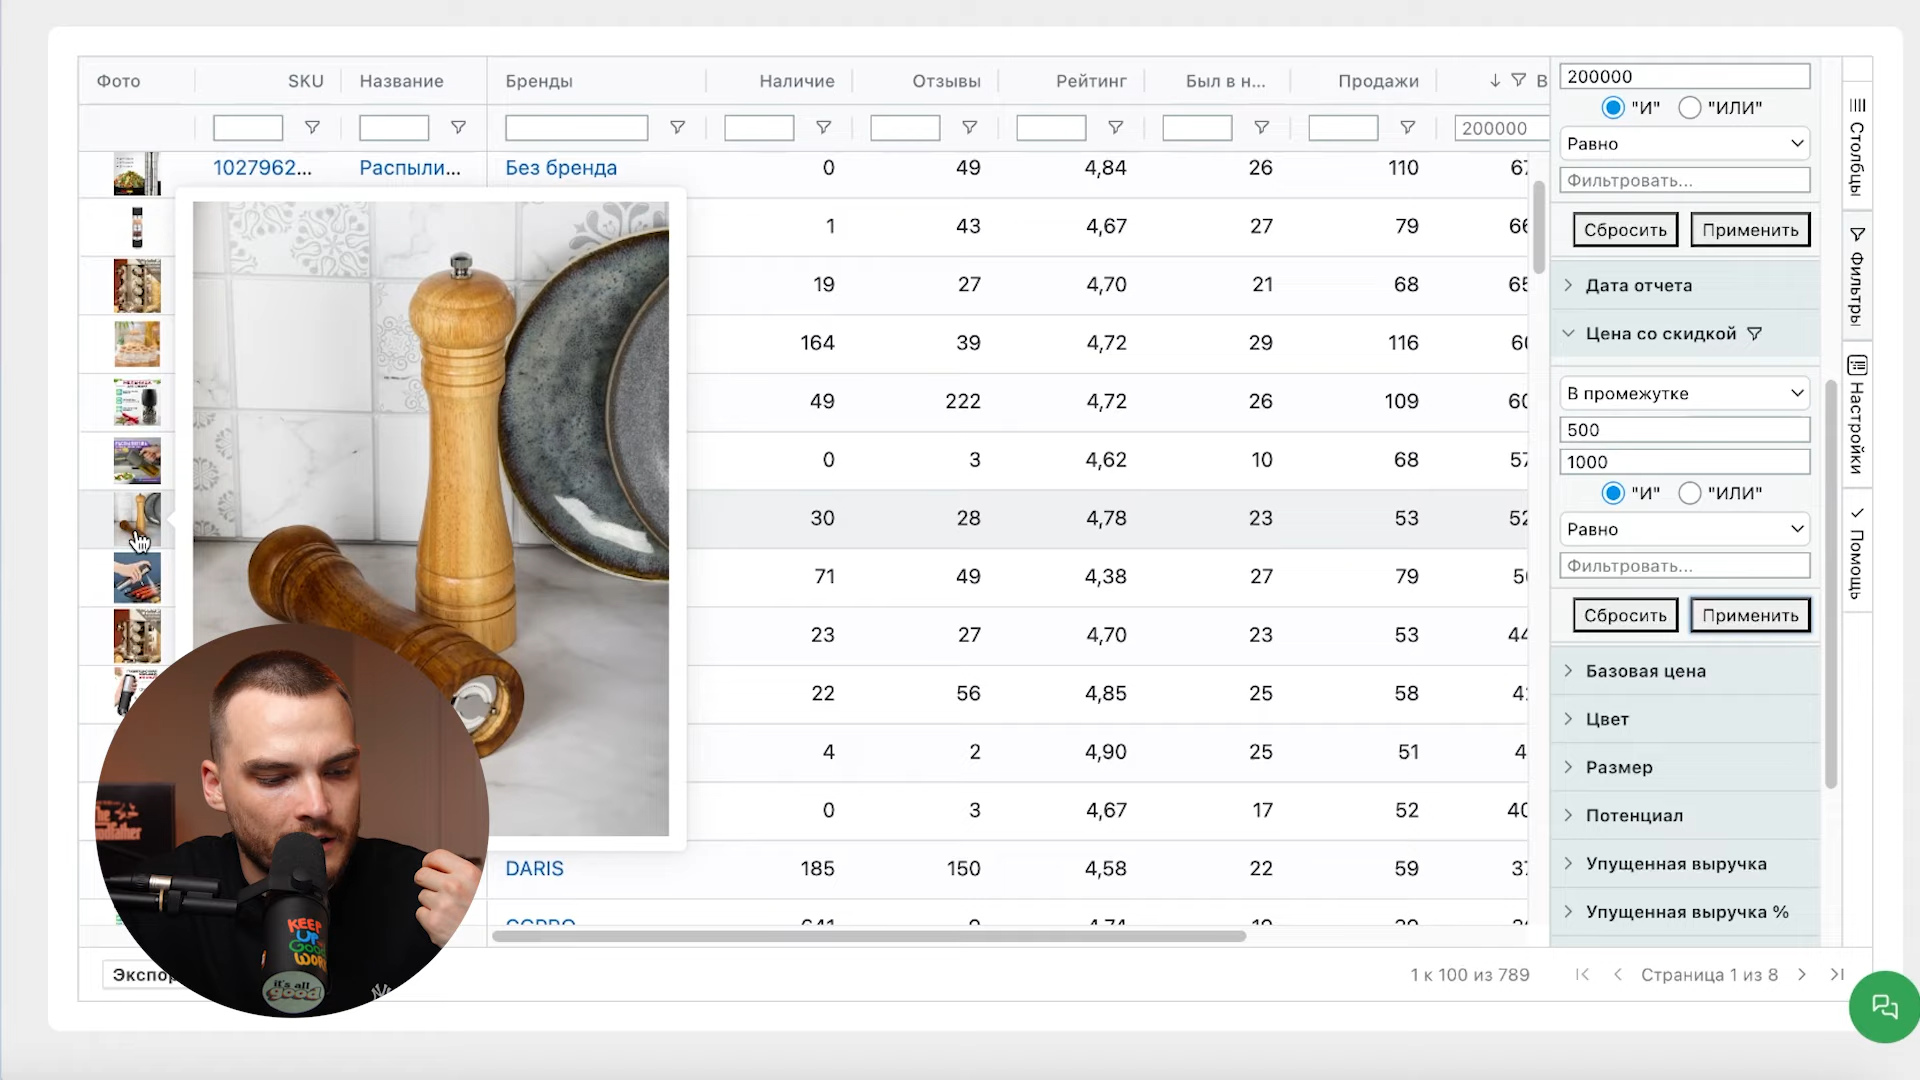 Фото SKU Название Бренды Наличие Отзывы Рейтинг Был в н... Продажи В
200000
1027962... Распыли... Без бренда 0 49 4,84 26 110
1 43 4,67 27 79
19 27 4,70 21 68
164 39 4,72 29 116
49 222 4,72 26 109
0 3 4,62 10 68
30 28 4,78 23 53
71 49 4,38 27 79
23 27 4,70 23 53
22 56 4,85 25 58
4 2 4,90 25 51
0 3 4,67 17 52
DARIS 185 150 4,58 22 59
1 к 100 из 789 Страница 1 из 8
200000
"И" "ИЛИ"
Равно
Фильтровать...
Сбросить Применить
Дата отчета
Цена со скидкой
В промежутке
500
1000
"И" "ИЛИ"
Равно
Фильтровать...
Сбросить Применить
Базовая цена
Цвет
Размер
Потенциал
Упущенная выручка
Упущенная выручка %
Столбцы
Фильтры
Настройки
Помощь
KEEP
UP
GOOD
WORK
it's all
good